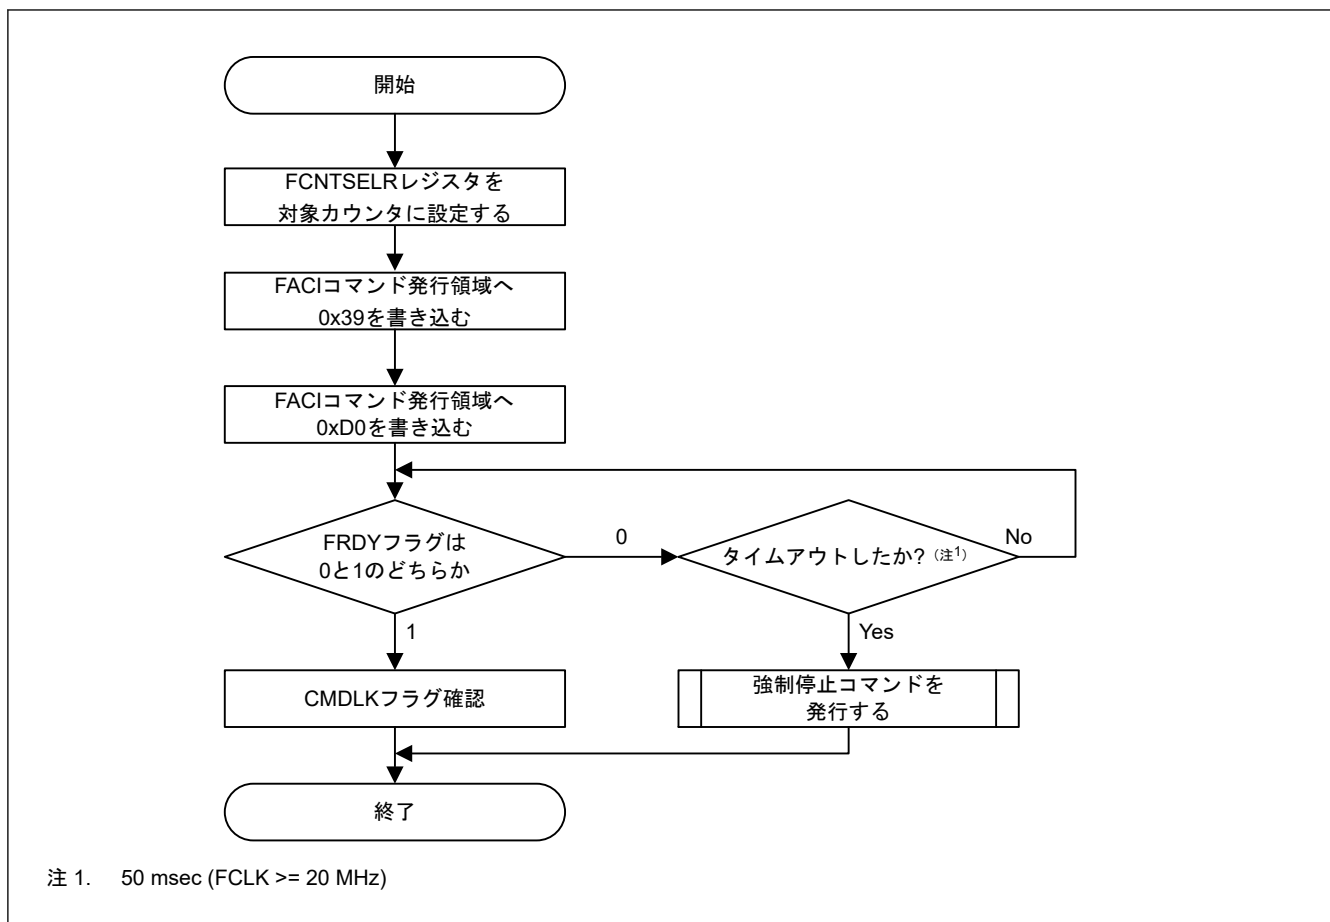 開始
FCNTSELRレジスタを
対象カウンタに設定する
FACIコマンド発行領域へ
0x39を書き込む
FACIコマンド発行領域へ
0xD0を書き込む
FRDYフラグは
0と1のどちらか
0
タイムアウトしたか? (注1)
No
1
Yes
CMDLKフラグ確認
強制停止コマンドを
発行する
終了
注 1. 50 msec (FCLK >= 20 MHz)